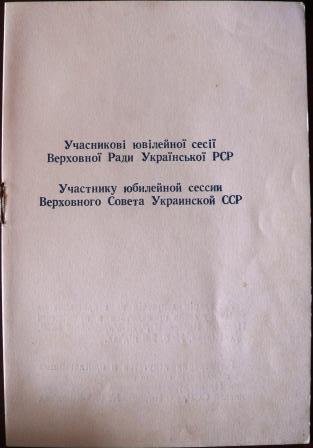 Учасникові ювілейної сесії
Верховної Ради Української РСР
Участнику юбилейной сессии
Верховного Совета Украинской ССР